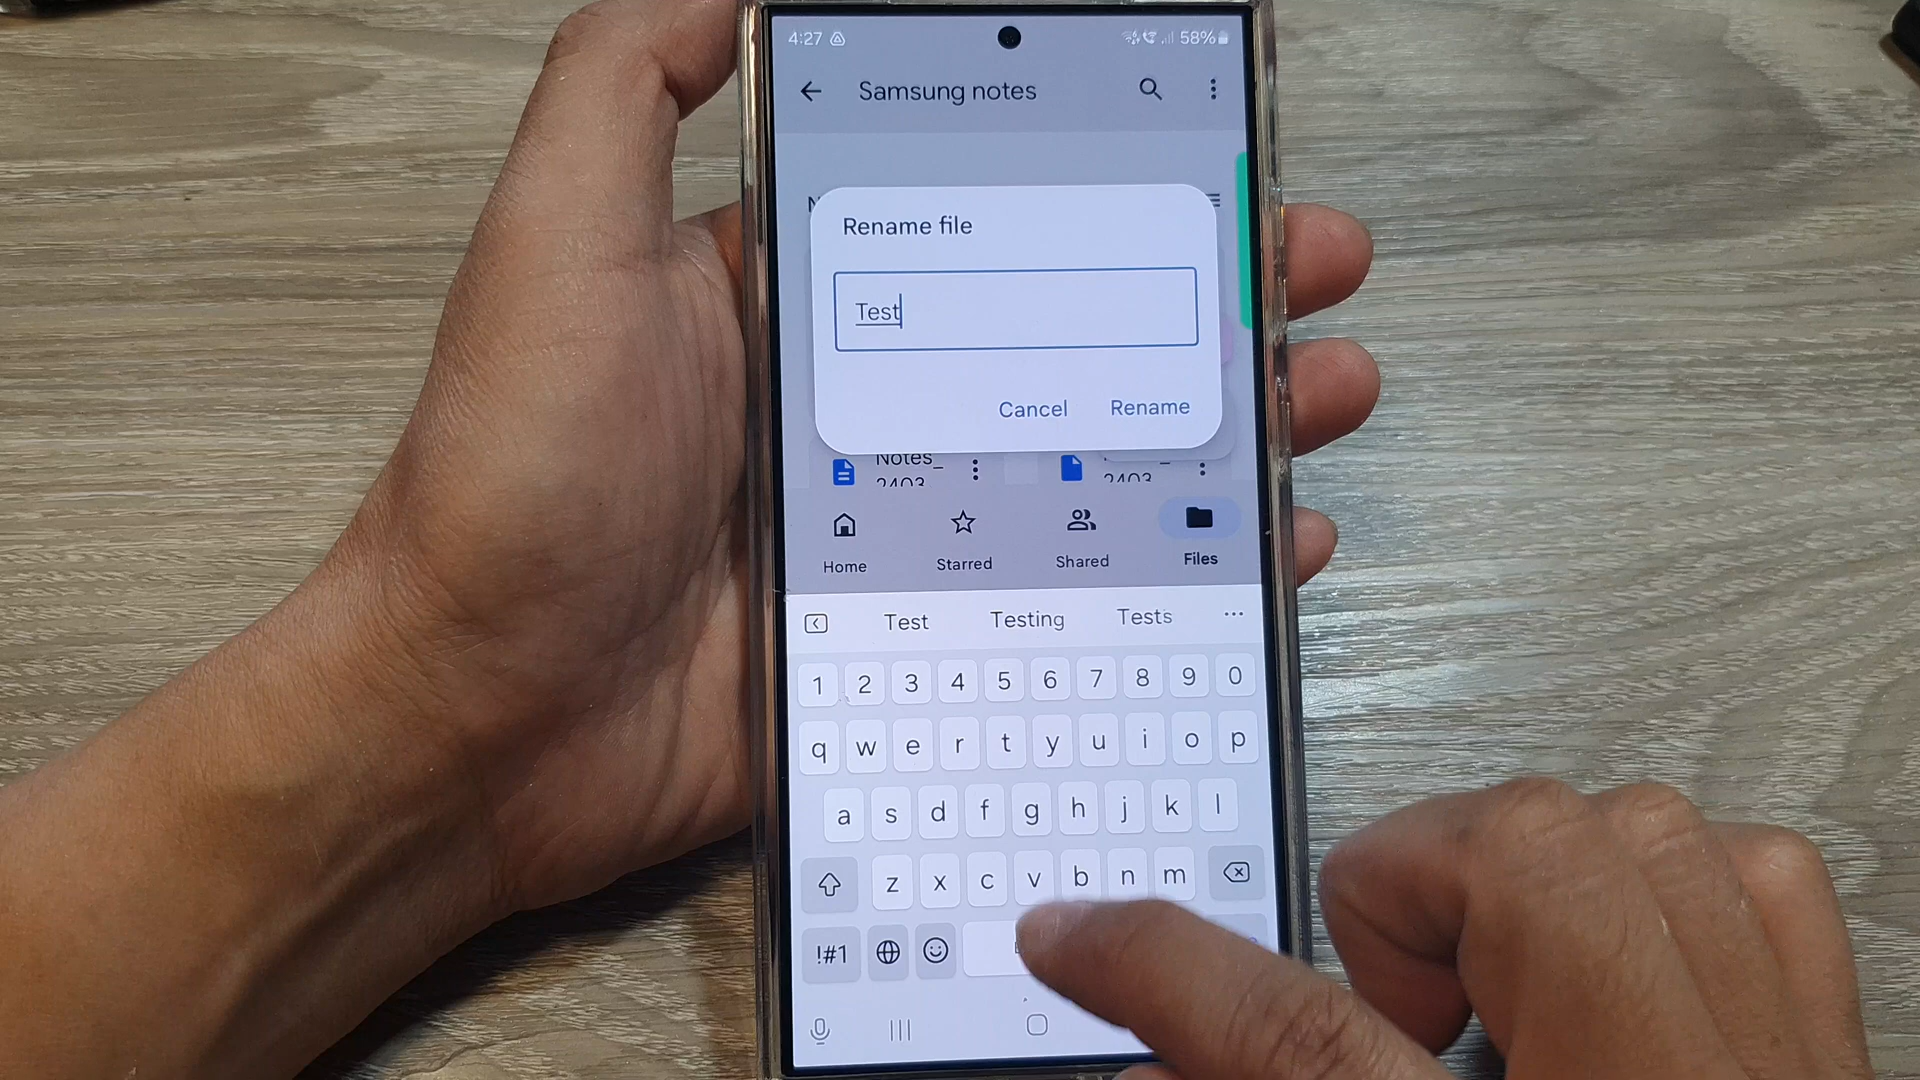 4:27 58%
Samsung notes
Rename file
Test
Cancel Rename
Notes_
2403 2403
Home Starred Shared Files
Test Testing Tests
1 2 3 4 5 6 7 8 9 0
q w e r t y u i o p
a s d f g h j k l
z x c v b n m
!#1